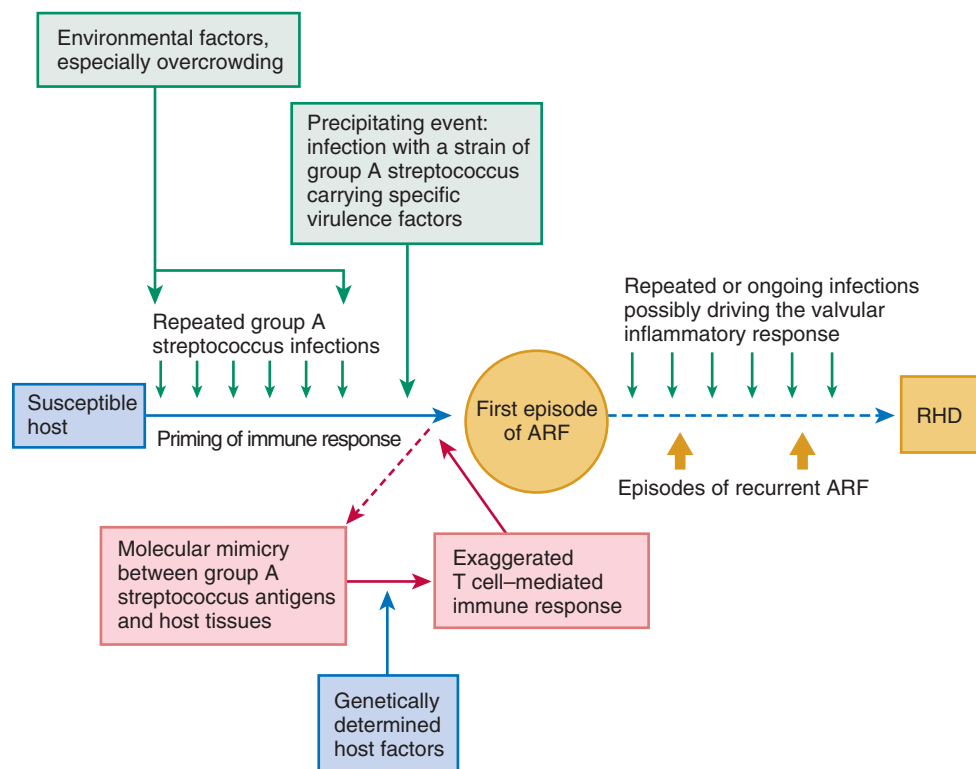 Environmental factors,
especially overcrowding
Precipitating event:
infection with a strain of
group A streptococcus
carrying specific
virulence factors
Repeated group A
streptococcus infections
Repeated or ongoing infections
possibly driving the valvular
inflammatory response
Susceptible
host
Priming of immune response
First episode
of ARF
RHD
Episodes of recurrent ARF
Molecular mimicry
between group A
streptococcus antigens
and host tissues
Exaggerated
T cell–mediated
immune response
Genetically
determined
host factors